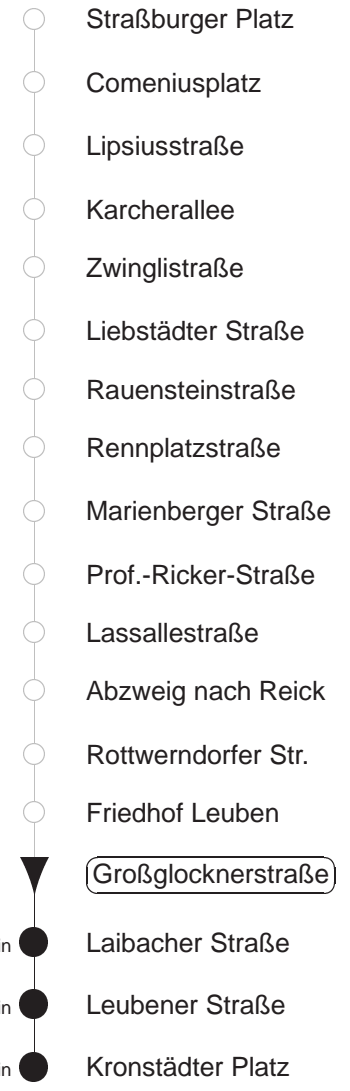 Straßburger Platz
Comeniusplatz
Lipsiusstraße
Karcherallee
Zwinglistraße
Liebstädter Straße
Rauensteinstraße
Rennplatzstraße
Marienberger Straße
Prof.-Ricker-Straße
Lassallestraße
Abzweig nach Reick
Rottwerndorfer Str.
Friedhof Leuben
Großglocknerstraße
Laibacher Straße
Leubener Straße
Kronstädter Platz